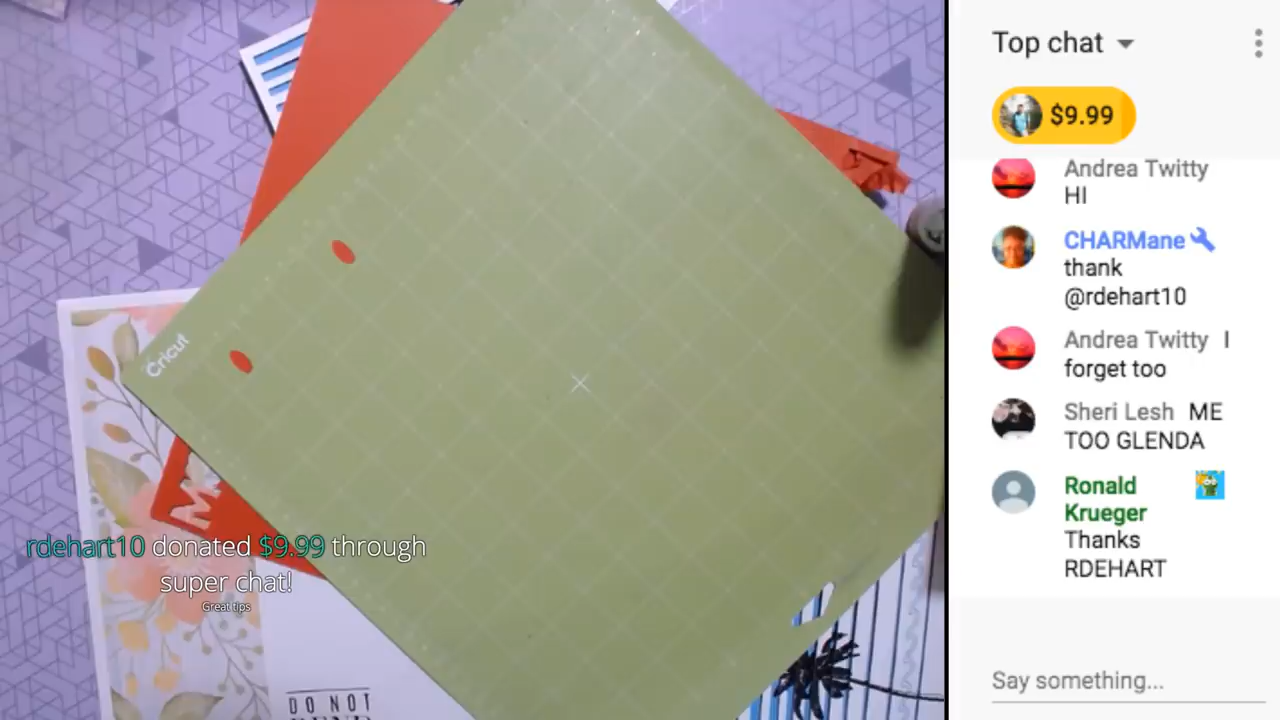 Cricut
M
rdehart10 donated $9.99 through
super chat!
Great tips
DO NOT
Top chat
$9.99
Andrea Twitty
HI
CHARMane
thank
@rdehart10
Andrea Twitty I
forget too
Sheri Lesh ME
TOO GLENDA
Ronald
Krueger
Thanks
RDEHART
Say something...